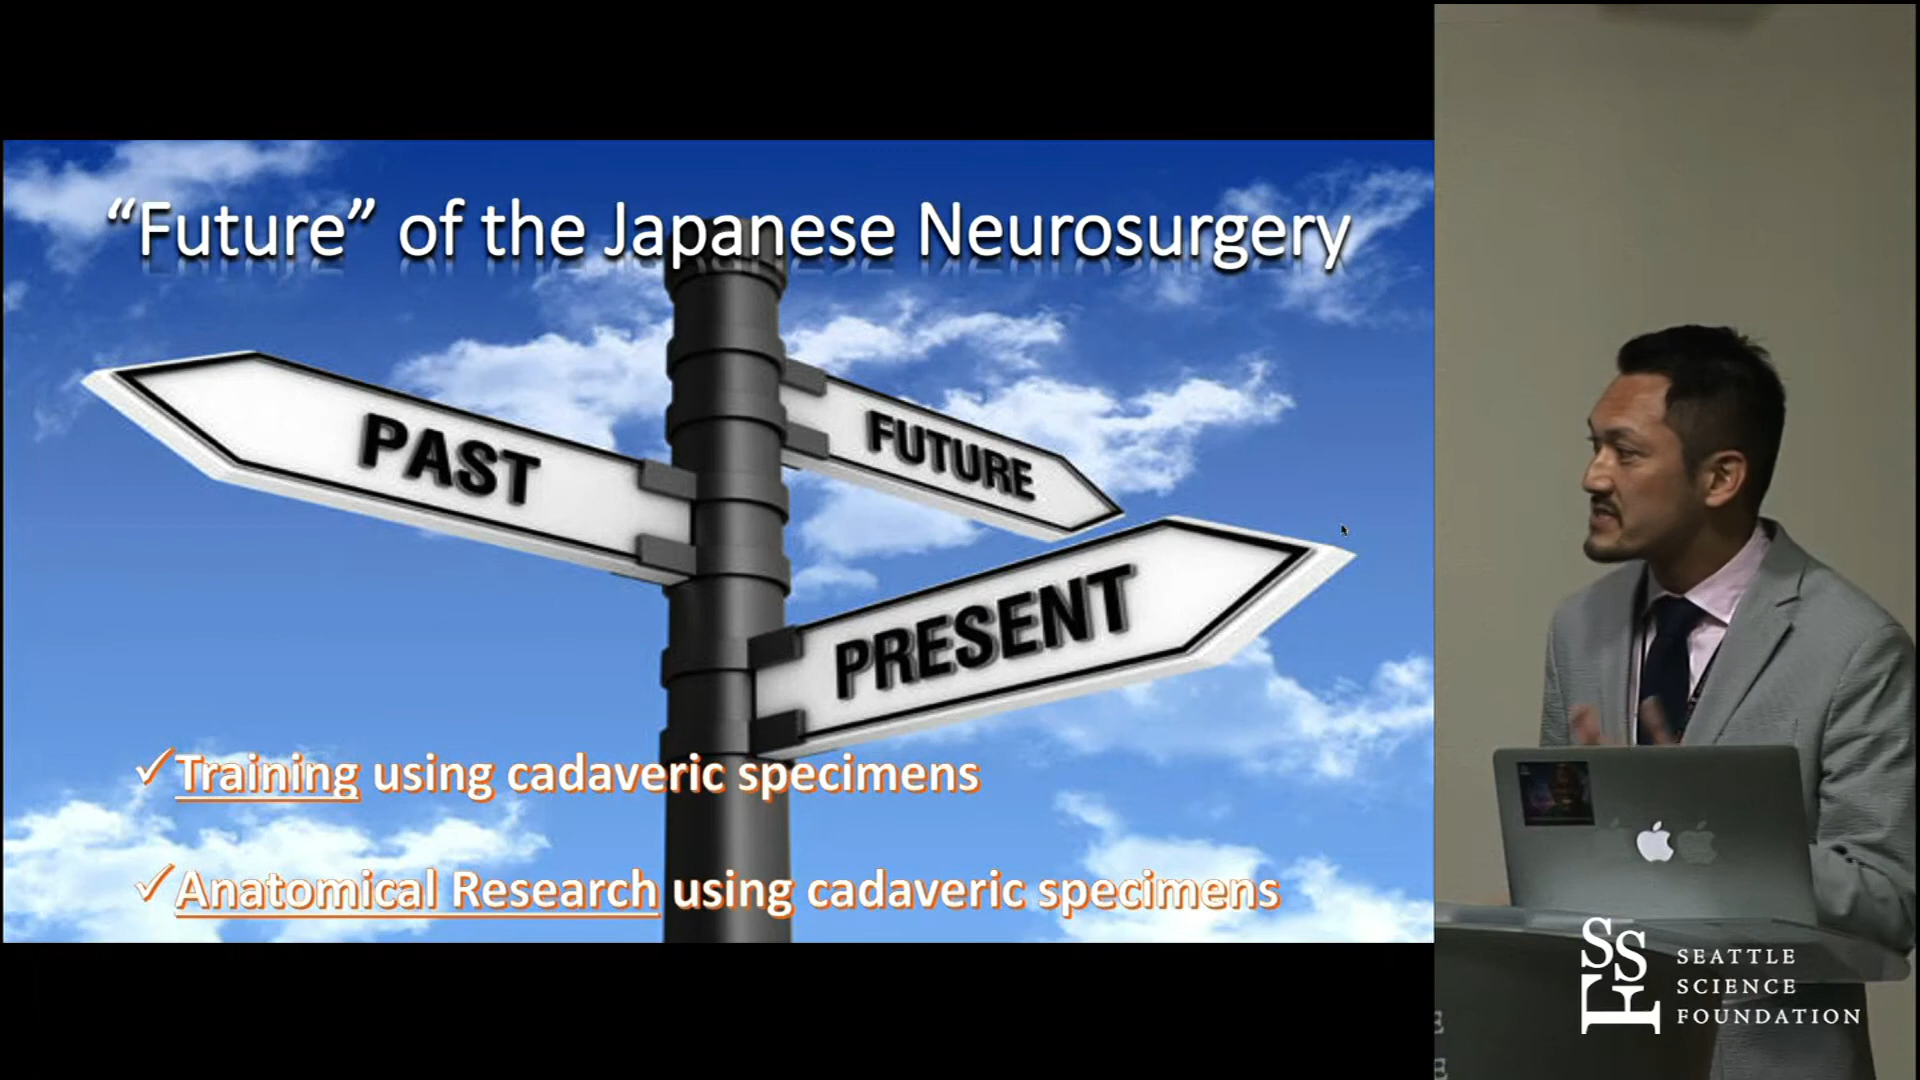 “Future” of the Japanese Neurosurgery
PAST
FUTURE
PRESENT
✓Training using cadaveric specimens
✓Anatomical Research using cadaveric specimens
SSF
SEATTLE
SCIENCE
FOUNDATION
E
E